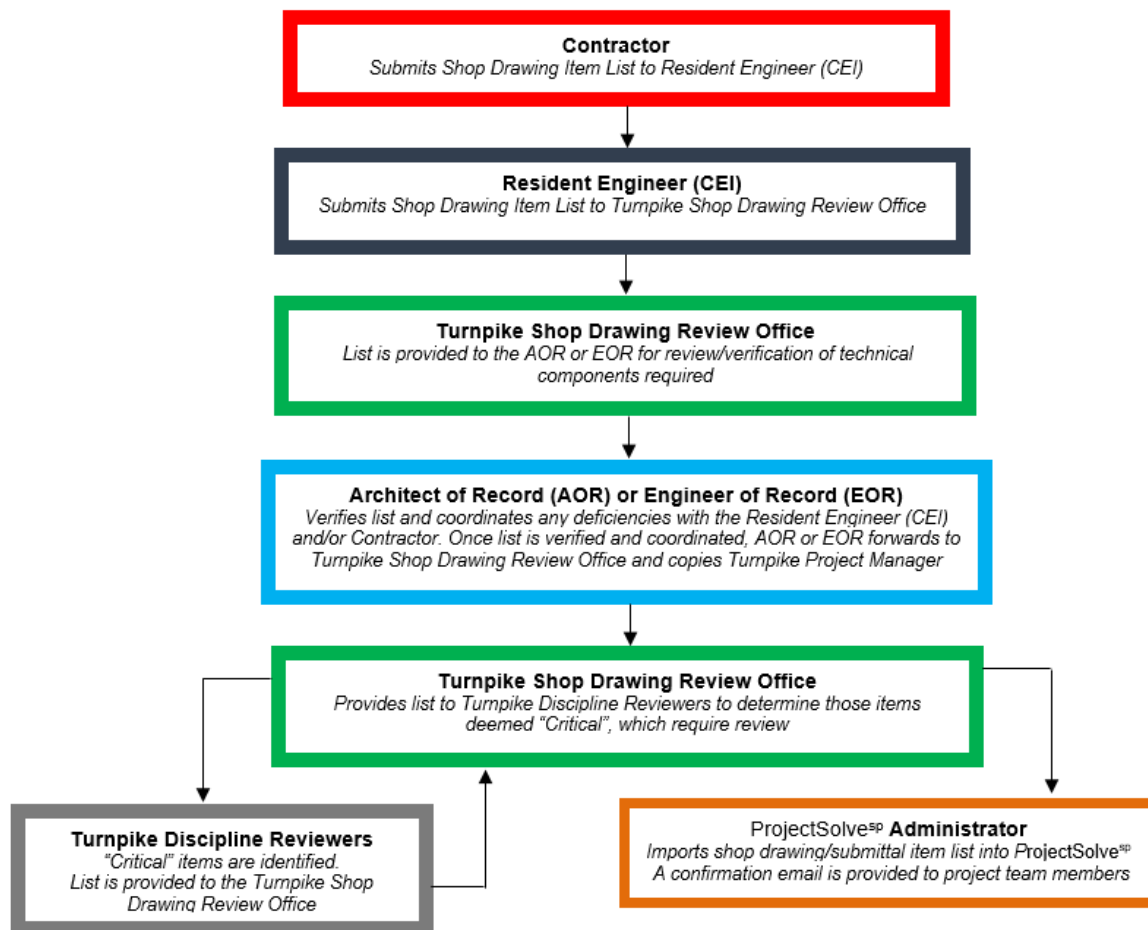 Contractor
Submits Shop Drawing Item List to Resident Engineer (CEI)
Resident Engineer (CEI)
Submits Shop Drawing Item List to Turnpike Shop Drawing Review Office
Turnpike Shop Drawing Review Office
List is provided to the AOR or EOR for review/verification of technical
components required
Architect of Record (AOR) or Engineer of Record (EOR)
Verifies list and coordinates any deficiencies with the Resident Engineer (CEI)
and/or Contractor. Once list is verified and coordinated, AOR or EOR forwards to
Turnpike Shop Drawing Review Office and copies Turnpike Project Manager
Turnpike Shop Drawing Review Office
Provides list to Turnpike Discipline Reviewers to determine those items
deemed “Critical”, which require review
Turnpike Discipline Reviewers
“Critical” items are identified.
List is provided to the Turnpike Shop
Drawing Review Office
ProjectSolveˢᵖ Administrator
Imports shop drawing/submittal item list into ProjectSolveˢᵖ
A confirmation email is provided to project team members